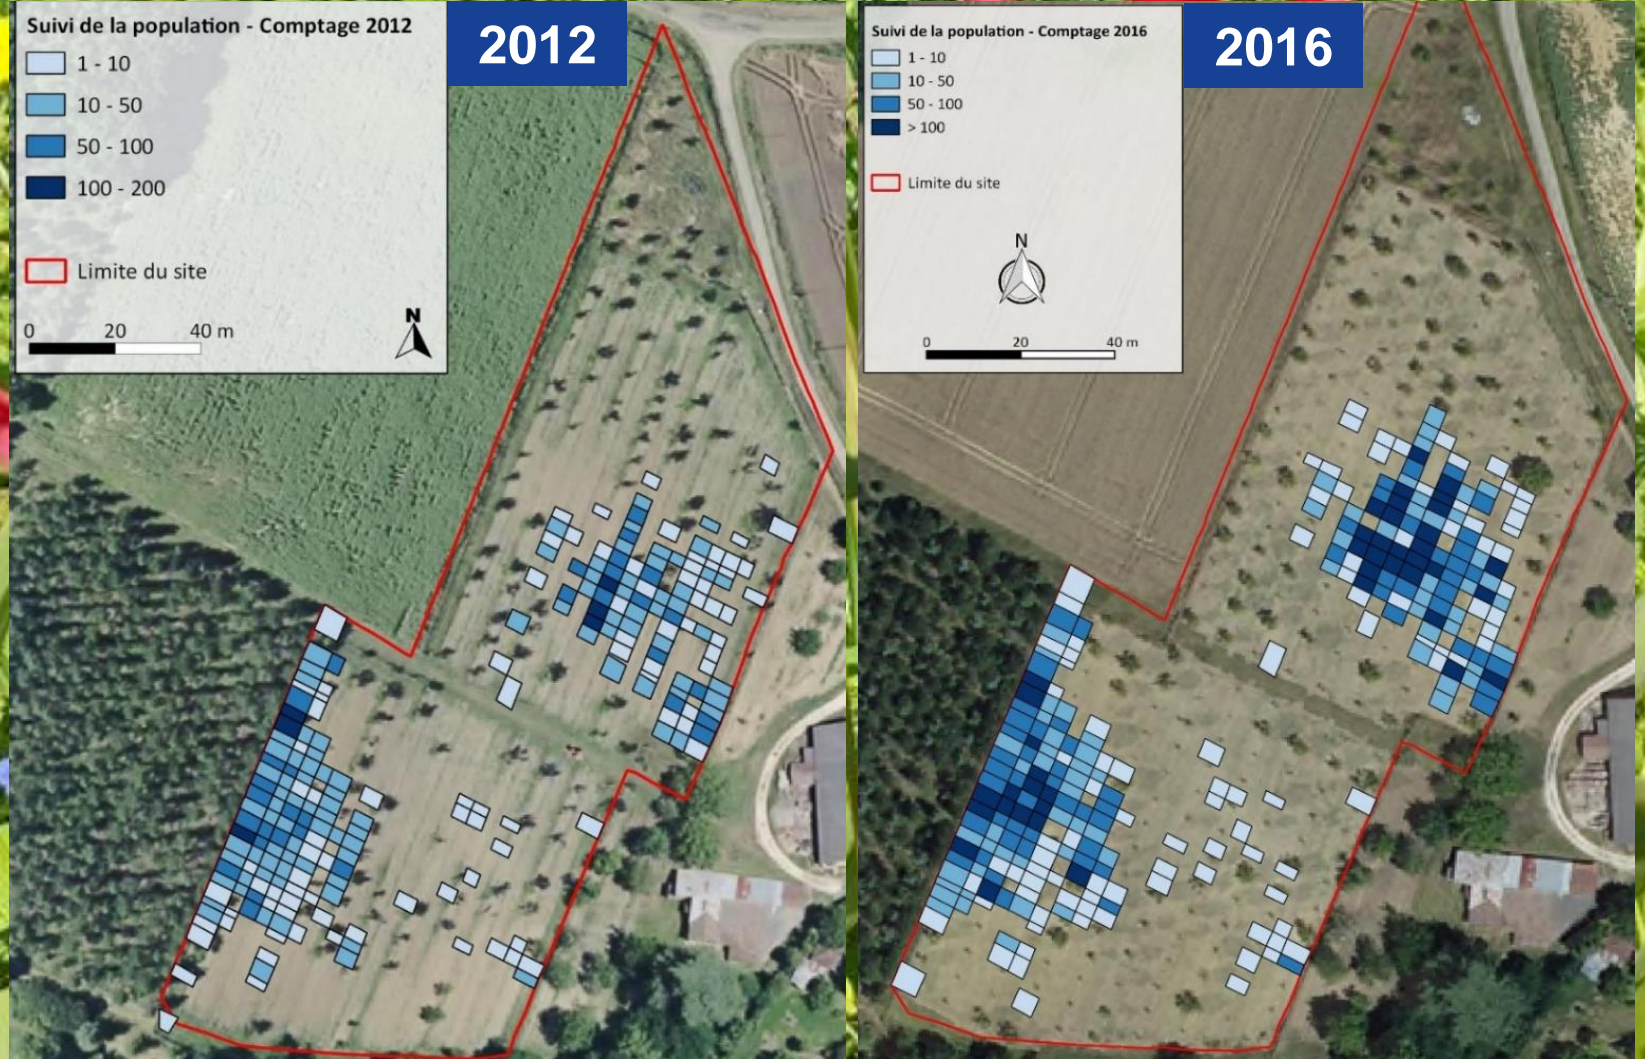 Suivi de la population - Comptage 2012
2012
1 - 10
10 - 50
50 - 100
100 - 200
Limite du site
N
0 20 40 m
Suivi de la population - Comptage 2016
2016
1 - 10
10 - 50
50 - 100
> 100
Limite du site
N
0 20 40 m